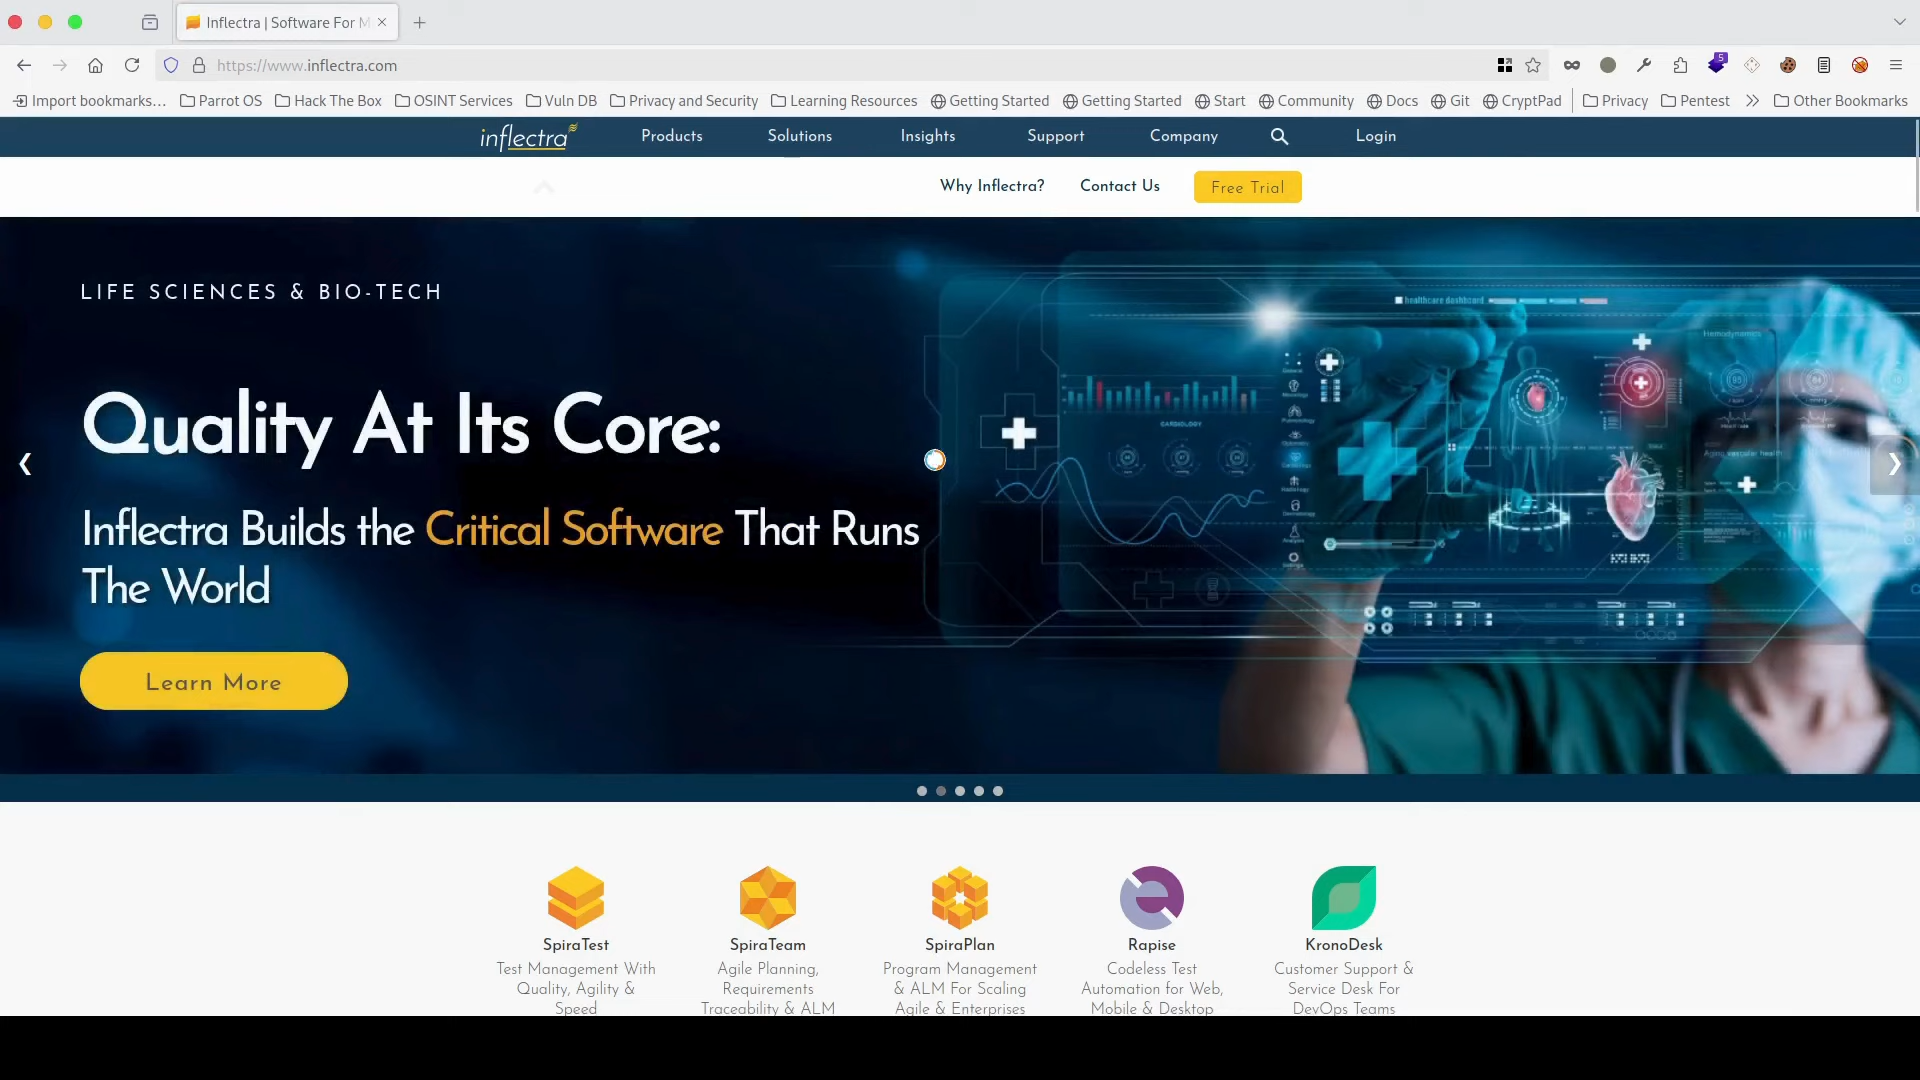 Inflectra | Software For M
https://www.inflectra.com
5
Import bookmarks…
Parrot OS
Hack The Box
OSINT Services
Vuln DB
Privacy and Security
Learning Resources
Getting Started
Getting Started
Start
Community
Docs
Git
CryptPad
Privacy
Pentest
Other Bookmarks
inflectra
Products
Solutions
Insights
Support
Company
Login
Why Inflectra?
Contact Us
Free Trial
LIFE SCIENCES & BIO-TECH
healthcare dashboard
Hemodynamics
CARDIOLOGY
Quality At Its Core:
Inflectra Builds the Critical Software That Runs
The World
Learn More
SpiraTest
Test Management With
Quality, Agility &
Speed
SpiraTeam
Agile Planning,
Requirements
Traceability & ALM
SpiraPlan
Program Management
& ALM For Scaling
Agile & Enterprises
Rapise
Codeless Test
Automation for Web,
Mobile & Desktop
KronoDesk
Customer Support &
Service Desk For
DevOps Teams